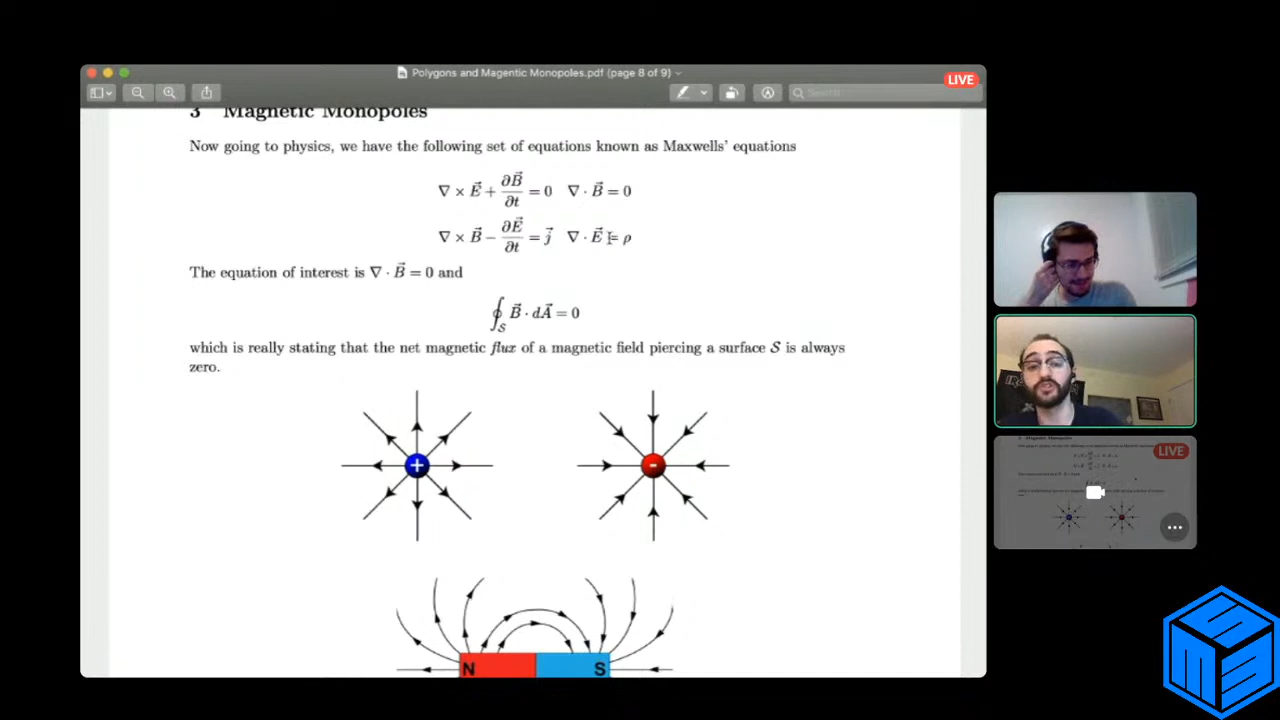 Polygons and Magentic Monopoles.pdf (page 8 of 9)
LIVE
Search
3 Magnetic Monopoles
Now going to physics, we have the following set of equations known as Maxwells' equations
∇ × E⃗ + ∂B⃗/∂t = 0 ∇ · B⃗ = 0
∇ × B⃗ − ∂E⃗/∂t = j⃗ ∇ · E⃗ = ρ
The equation of interest is ∇ · B⃗ = 0 and
∮_S B⃗ · dA⃗ = 0
which is really stating that the net magnetic flux of a magnetic field piercing a surface S is always
zero.
+ -
N S
LIVE
SM3